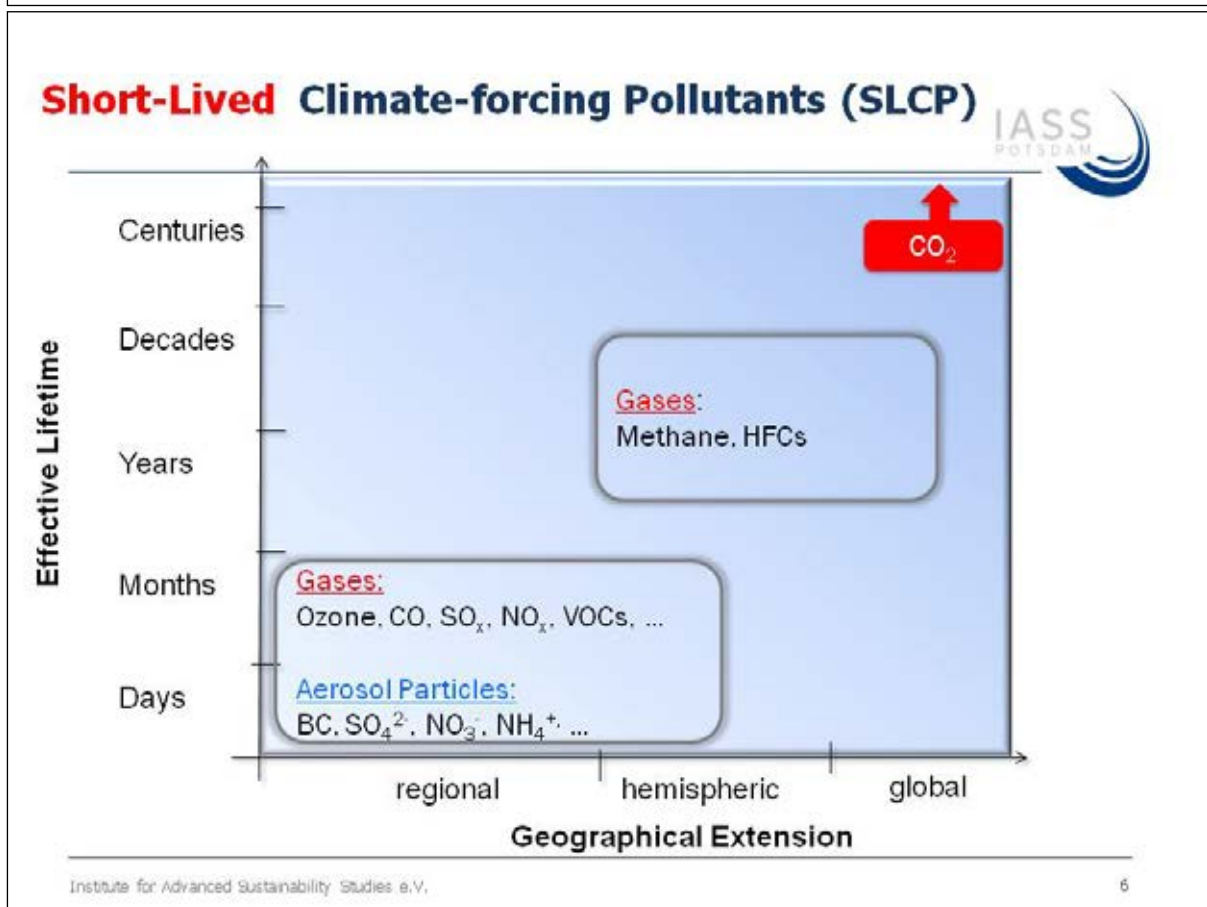 Short-Lived Climate-forcing Pollutants (SLCP)
IASS
POTSDAM
Effective Lifetime
Centuries
Decades
Years
Months
Days
CO₂
Gases:
Methane, HFCs
Gases:
Ozone, CO, SOₓ, NOₓ, VOCs, ...
Aerosol Particles:
BC, SO₄²⁻, NO₃⁻, NH₄⁺, ...
regional hemispheric global
Geographical Extension
Institute for Advanced Sustainability Studies e.V. 6